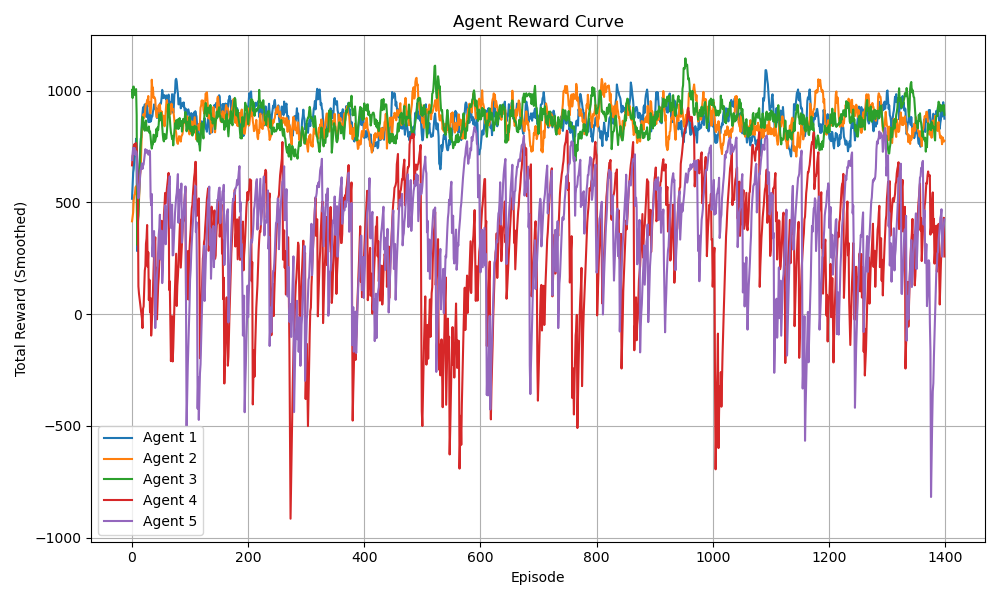 Agent Reward Curve
Total Reward (Smoothed)
1000
500
0
−500
−1000
Agent 1
Agent 2
Agent 3
Agent 4
Agent 5
0 200 400 600 800 1000 1200 1400
Episode